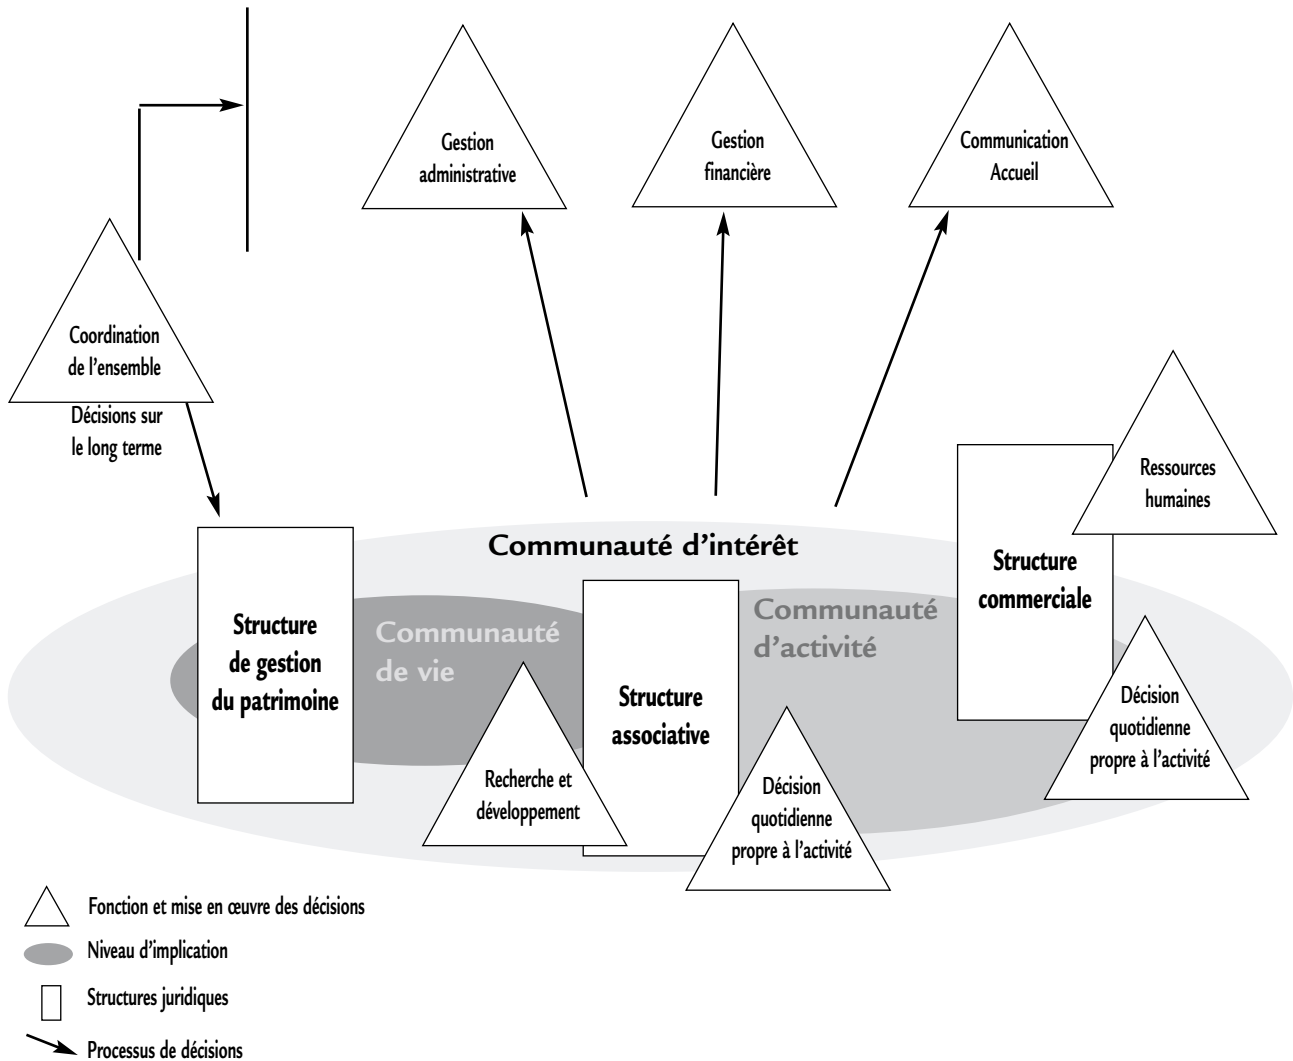 Gestion
administrative
Gestion
financière
Communication
Accueil
Coordination
de l'ensemble
Décisions sur
le long terme
Ressources
humaines
Communauté d'intérêt
Structure
commerciale
Structure
de gestion
du patrimoine
Communauté
de vie
Communauté
d'activité
Structure
associative
Décision
quotidienne
propre à l'activité
Recherche et
développement
Décision
quotidienne
propre à l'activité
Fonction et mise en œuvre des décisions
Niveau d'implication
Structures juridiques
Processus de décisions